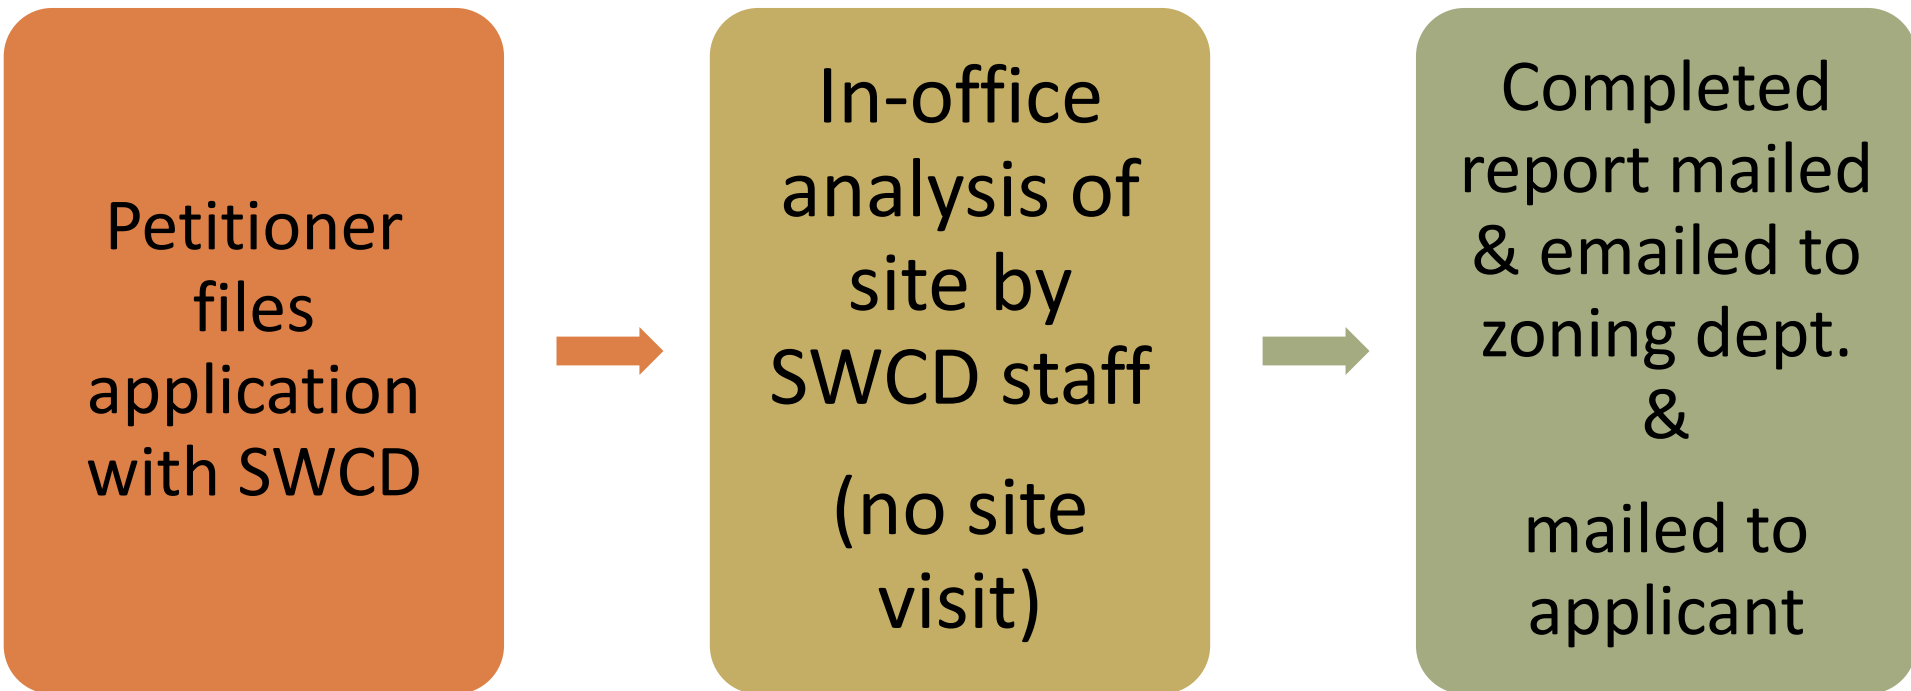 Petitioner
files
application
with SWCD
In-office
analysis of
site by
SWCD staff
(no site
visit)
Completed
report mailed
& emailed to
zoning dept.
&
mailed to
applicant